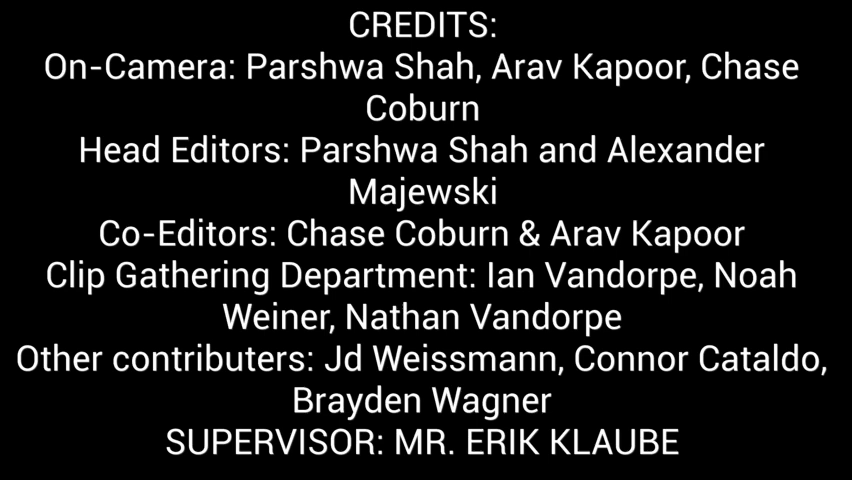 CREDITS:
On-Camera: Parshwa Shah, Arav Kapoor, Chase
Coburn
Head Editors: Parshwa Shah and Alexander
Majewski
Co-Editors: Chase Coburn & Arav Kapoor
Clip Gathering Department: Ian Vandorpe, Noah
Weiner, Nathan Vandorpe
Other contributers: Jd Weissmann, Connor Cataldo,
Brayden Wagner
SUPERVISOR: MR. ERIK KLAUBE